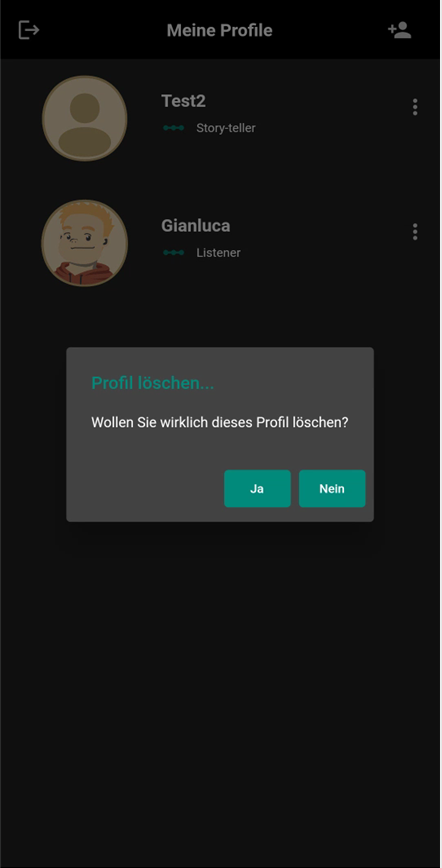 Meine Profile
Test2
Story-teller
Gianluca
Listener
Profil löschen...
Wollen Sie wirklich dieses Profil löschen?
Ja Nein